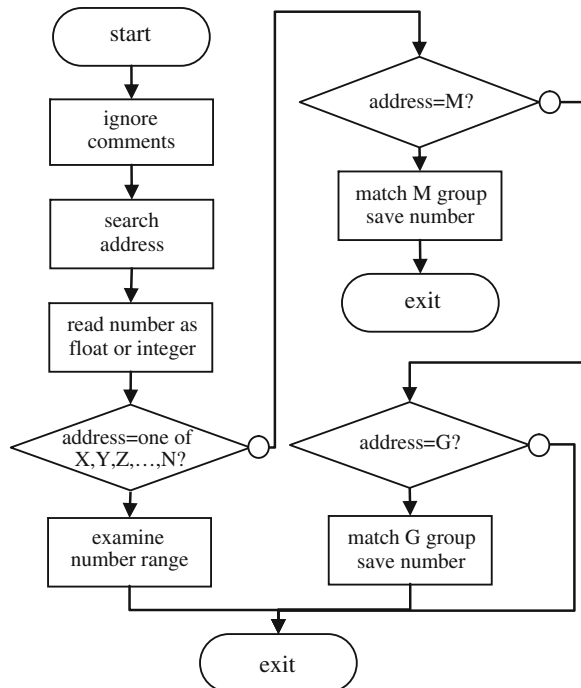 start
ignore
comments
search
address
read number as
float or integer
address=one of
X,Y,Z,...,N?
examine
number range
address=M?
match M group
save number
exit
address=G?
match G group
save number
exit